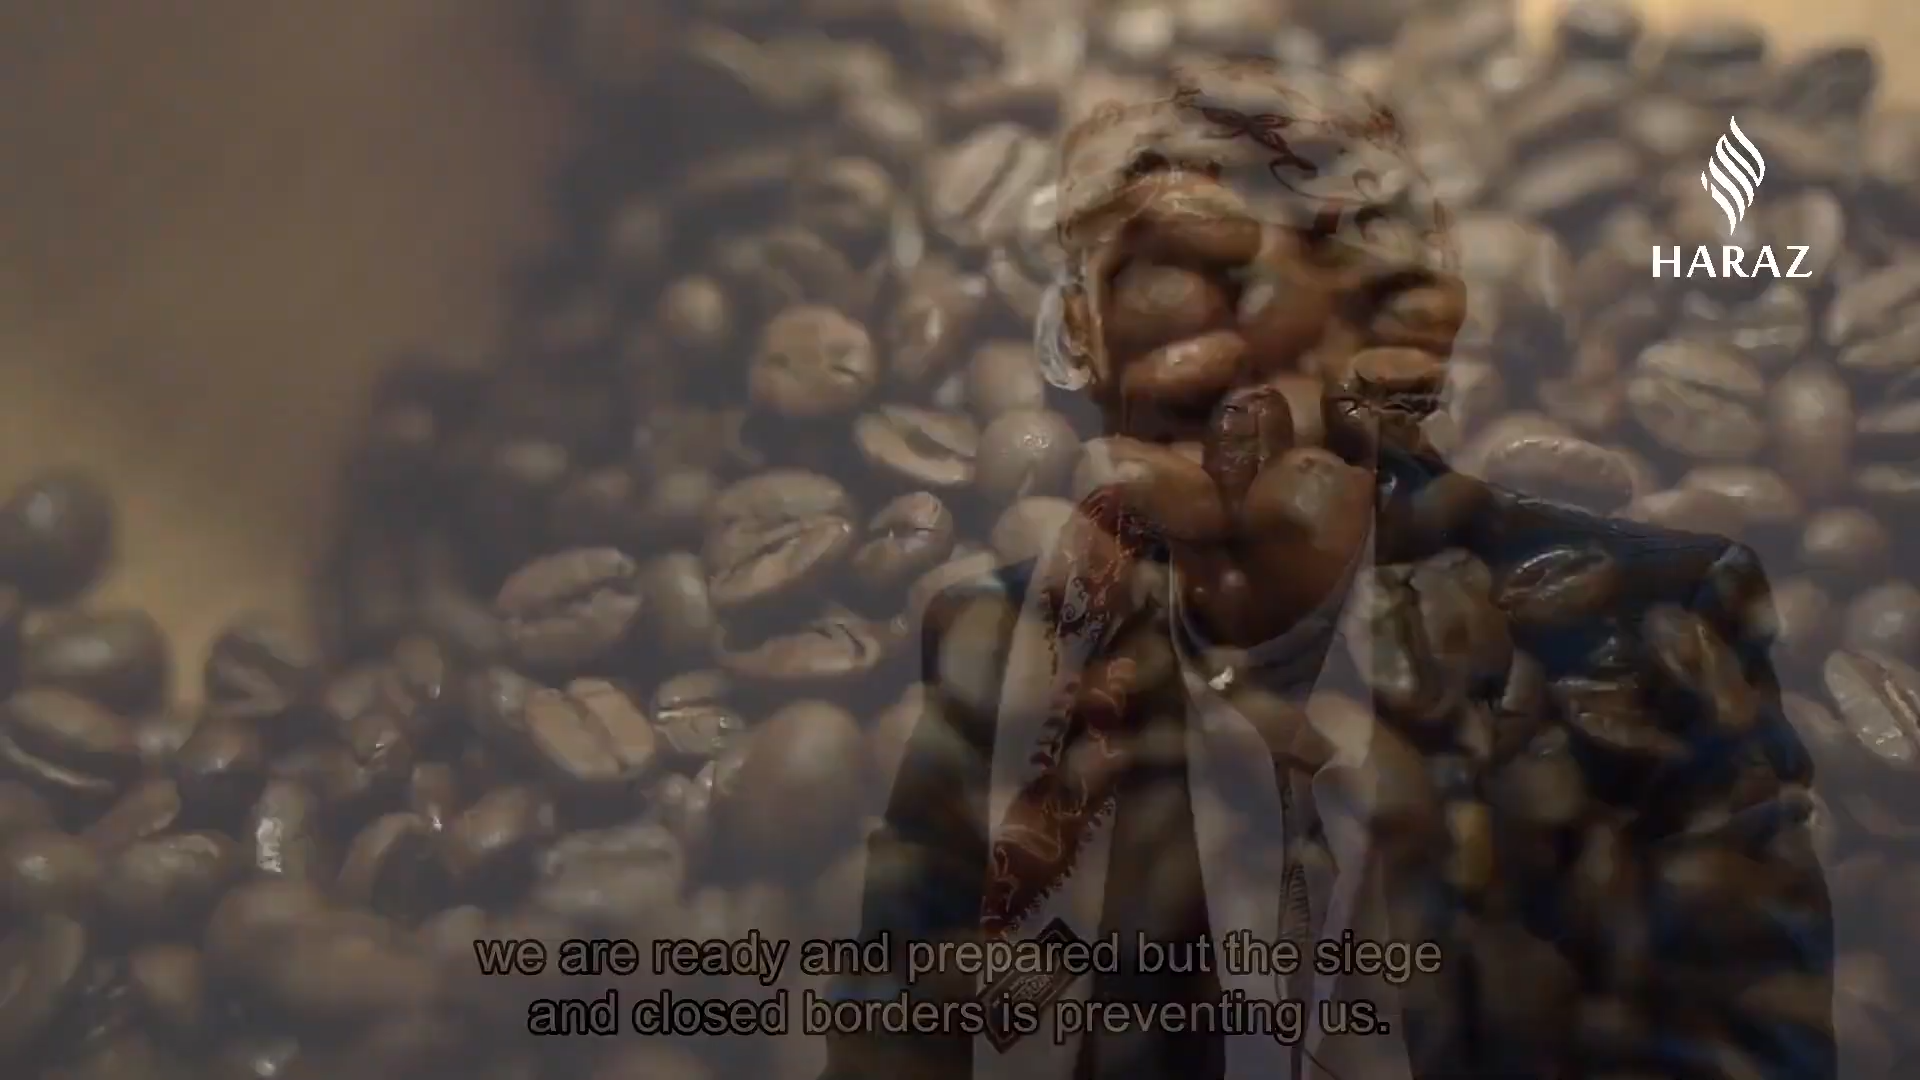 HARAZ
we are ready and prepared but the siege
and closed borders is preventing us.